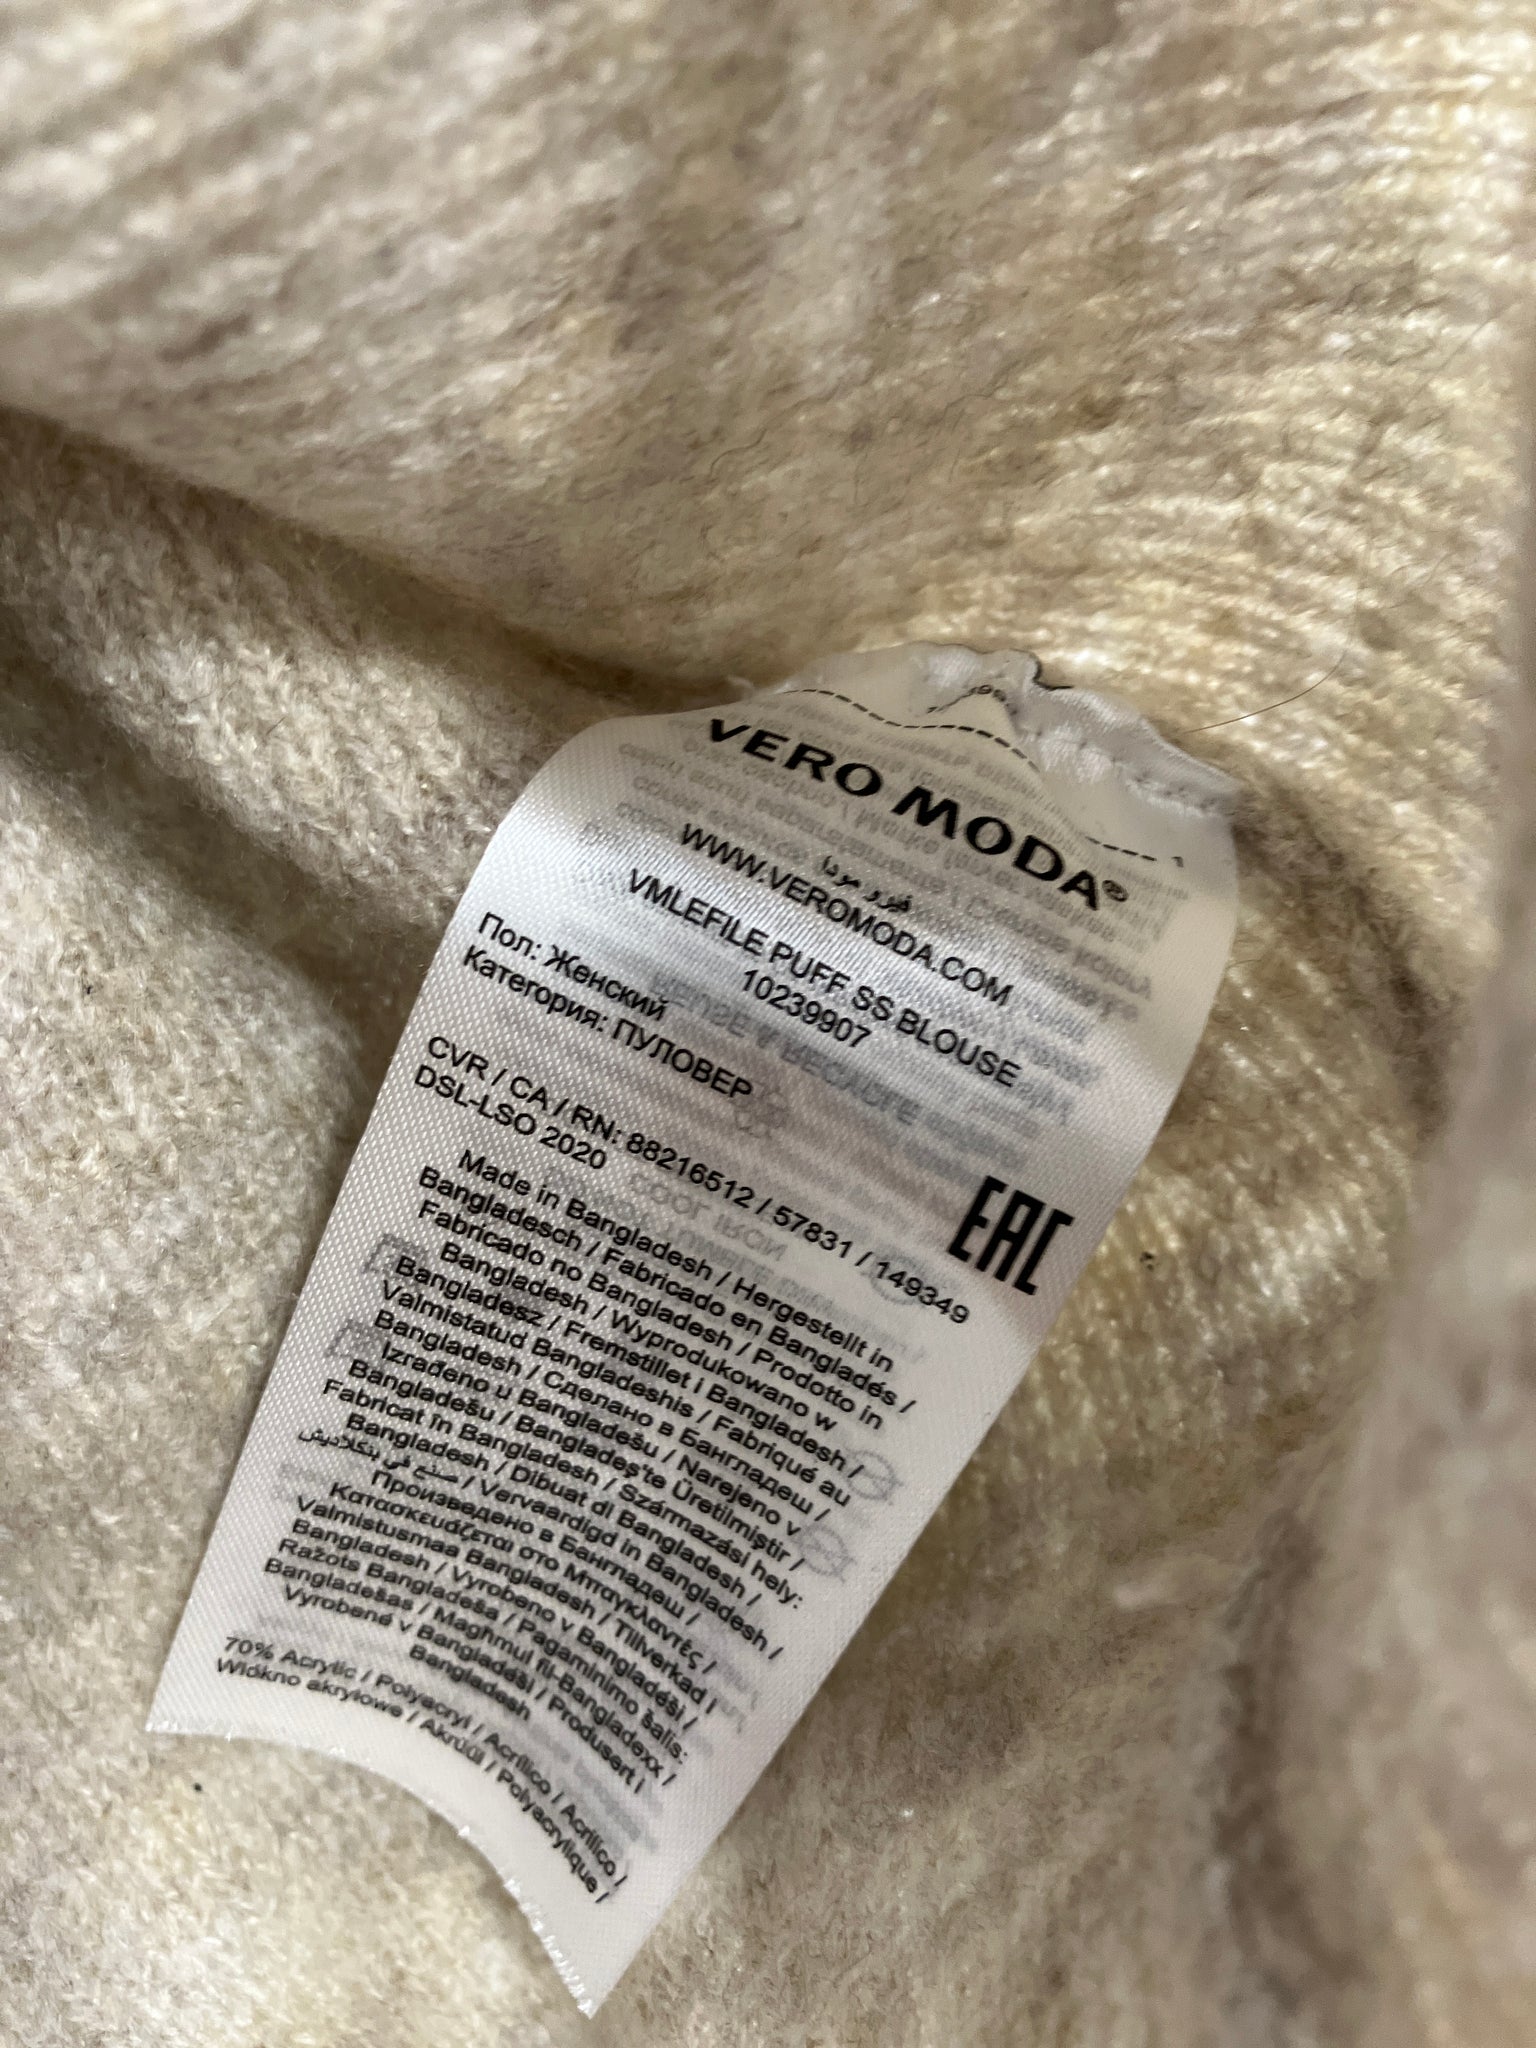 VERO MODA®
فيرو مودا
WWW.VEROMODA.COM
VMLEFILE PUFF SS BLOUSE
10239907
Пол: Женский
Категория: ПУЛОВЕР
CVR / CA / RN: 88216512 / 57831 / 149349
DSL-LSO 2020
EAC
Made in Bangladesh / Hergestellt in
Bangladesch / Fabricado en Bangladés /
Fabricado no Bangladesh / Prodotto in
Bangladesh / Wyprodukowano w
Bangladesz / Fremstillet i Bangladesh /
Valmistatud Bangladeshis / Fabriqué au
Bangladesh / Сделано в Бангладеш /
Izrađeno u Bangladešu / Narejeno v
Bangladešu / Bangladeş'te Üretilmiştir /
Fabricat în Bangladesh / Származási hely:
Bangladesh / Dibuat di Bangladesh /
صنع في بنكلاديش / Vervaardigd in Bangladesh /
Произведено в Бангладеш /
Κατασκευάζεται στο Μπαγκλαντές /
Valmistusmaa Bangladesh / Tillverkad i
Bangladesh / Vyrobeno v Bangladéši /
Ražots Bangladeša / Pagaminimo šalis:
Bangladešas / Magħmul fil-Bangladexx /
Vyrobené v Bangladéši / Produsert i
Bangladesh
70% Acrylic / Polyacryl / Acrílico / Acrílico /
Włókno akrylowe / Akrüül / Polyacrylique /